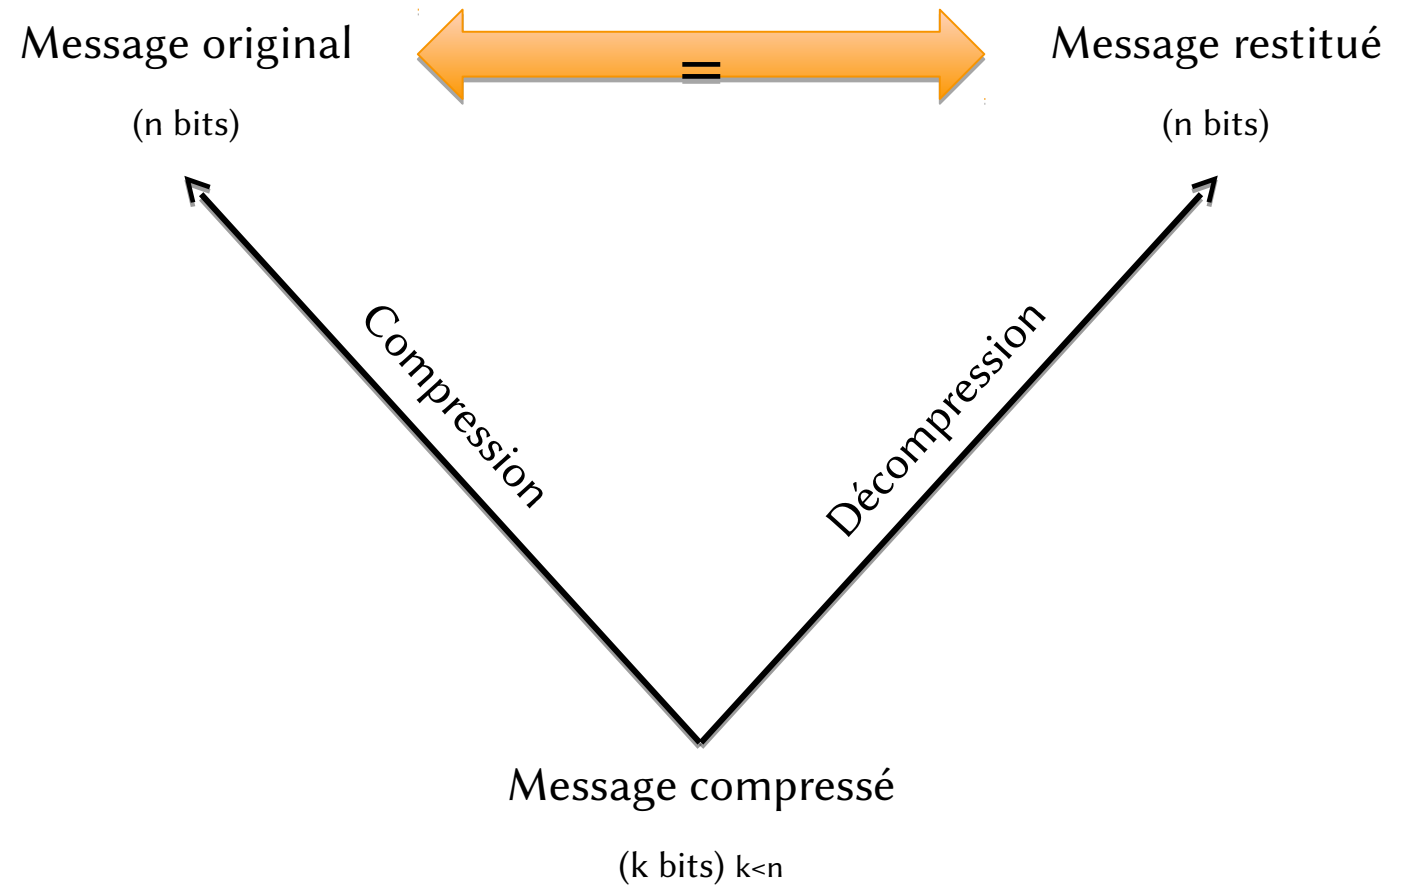 Message original
=
Message restitué
(n bits)
(n bits)
Compression
Décompression
Message compressé
(k bits) k<n